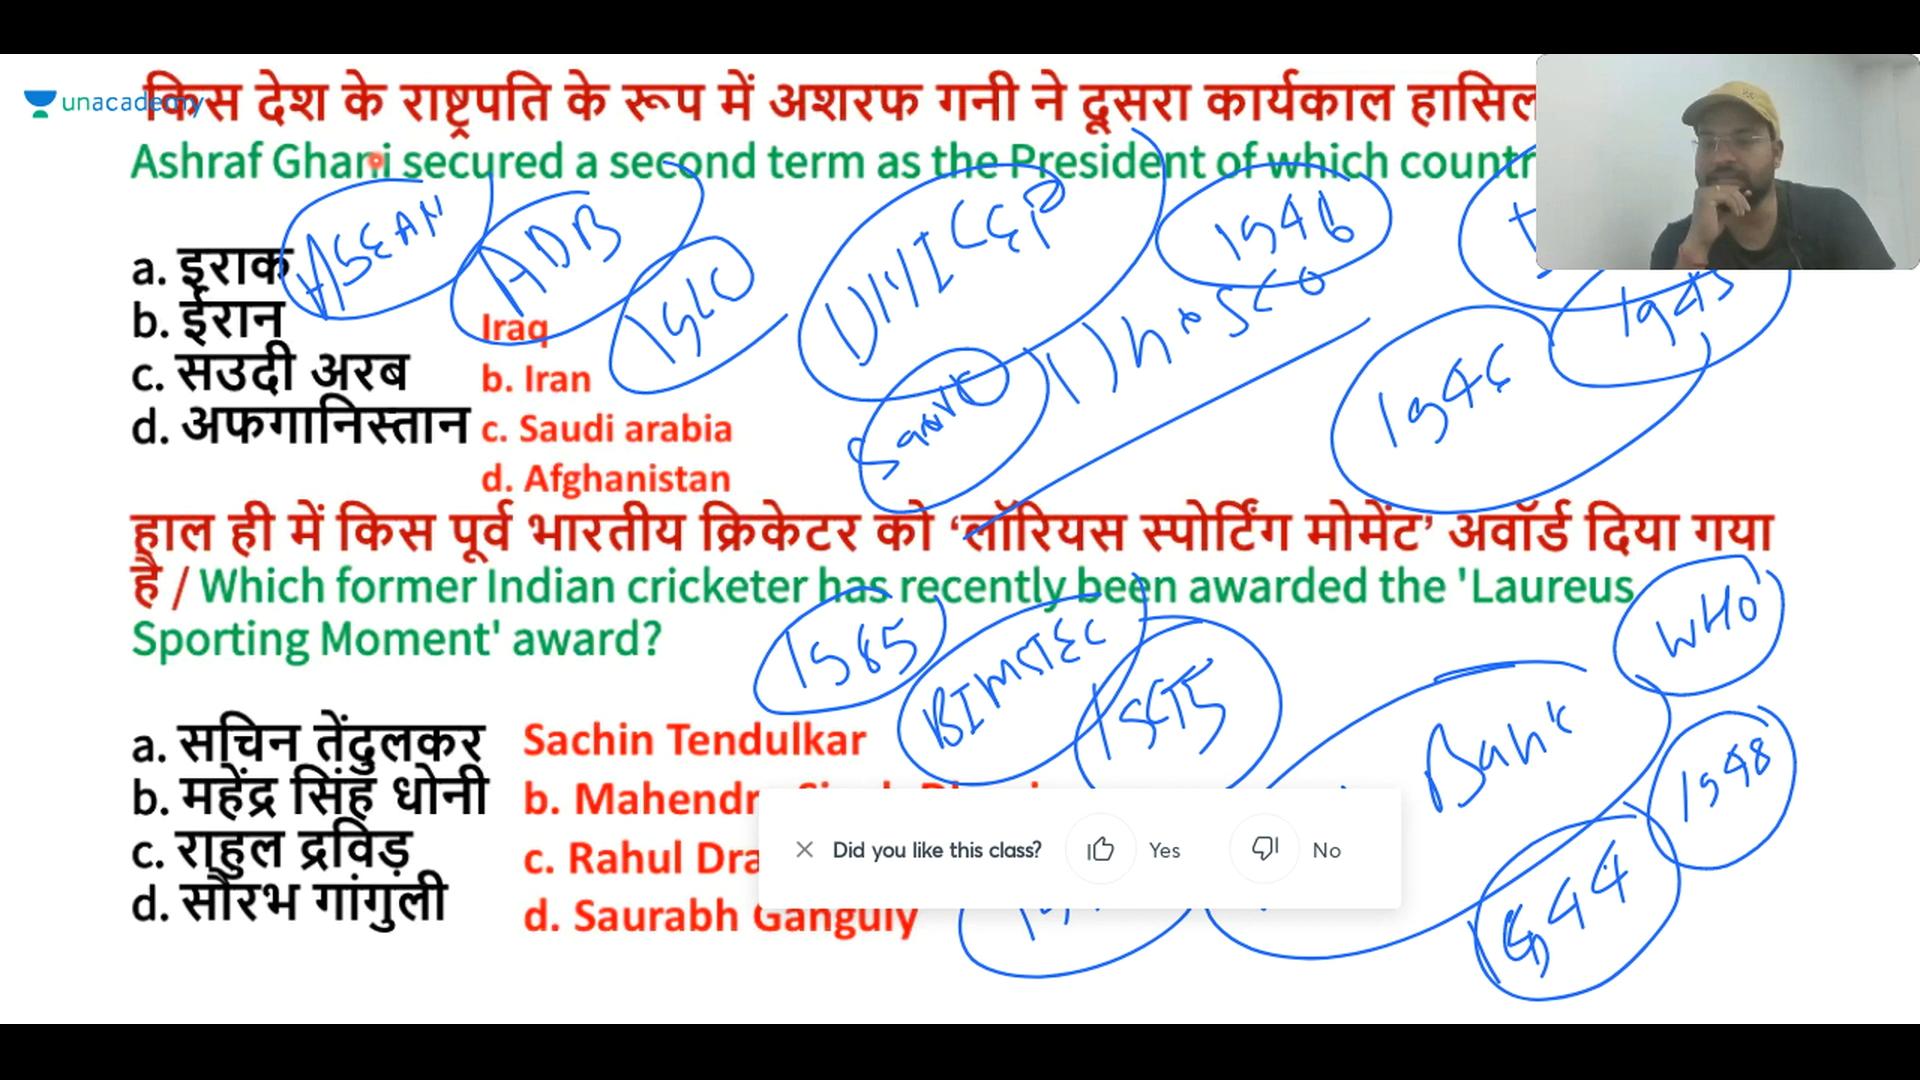 unacademy
किस देश के राष्ट्रपति के रूप में अशरफ गनी ने दूसरा कार्यकाल हासिल
Ashraf Ghani secured a second term as the President of which countr
a. इराक
b. ईरान
c. सउदी अरब
d. अफगानिस्तान
Iraq
b. Iran
c. Saudi arabia
d. Afghanistan
ASEAN
ADB
UNICEF
1946
1945
1946
हाल ही में किस पूर्व भारतीय क्रिकेटर को ‘लॉरियस स्पोर्टिंग मोमेंट’ अवॉर्ड दिया गया
है / Which former Indian cricketer has recently been awarded the 'Laureus
Sporting Moment' award?
1985
BIMSTEC
WHO
Bank
1948
a. सचिन तेंदुलकर
b. महेंद्र सिंह धोनी
c. राहुल द्रविड़
d. सौरभ गांगुली
Sachin Tendulkar
b. Mahendr
c. Rahul Dra
d. Saurabh Ganguly
Did you like this class?
Yes
No